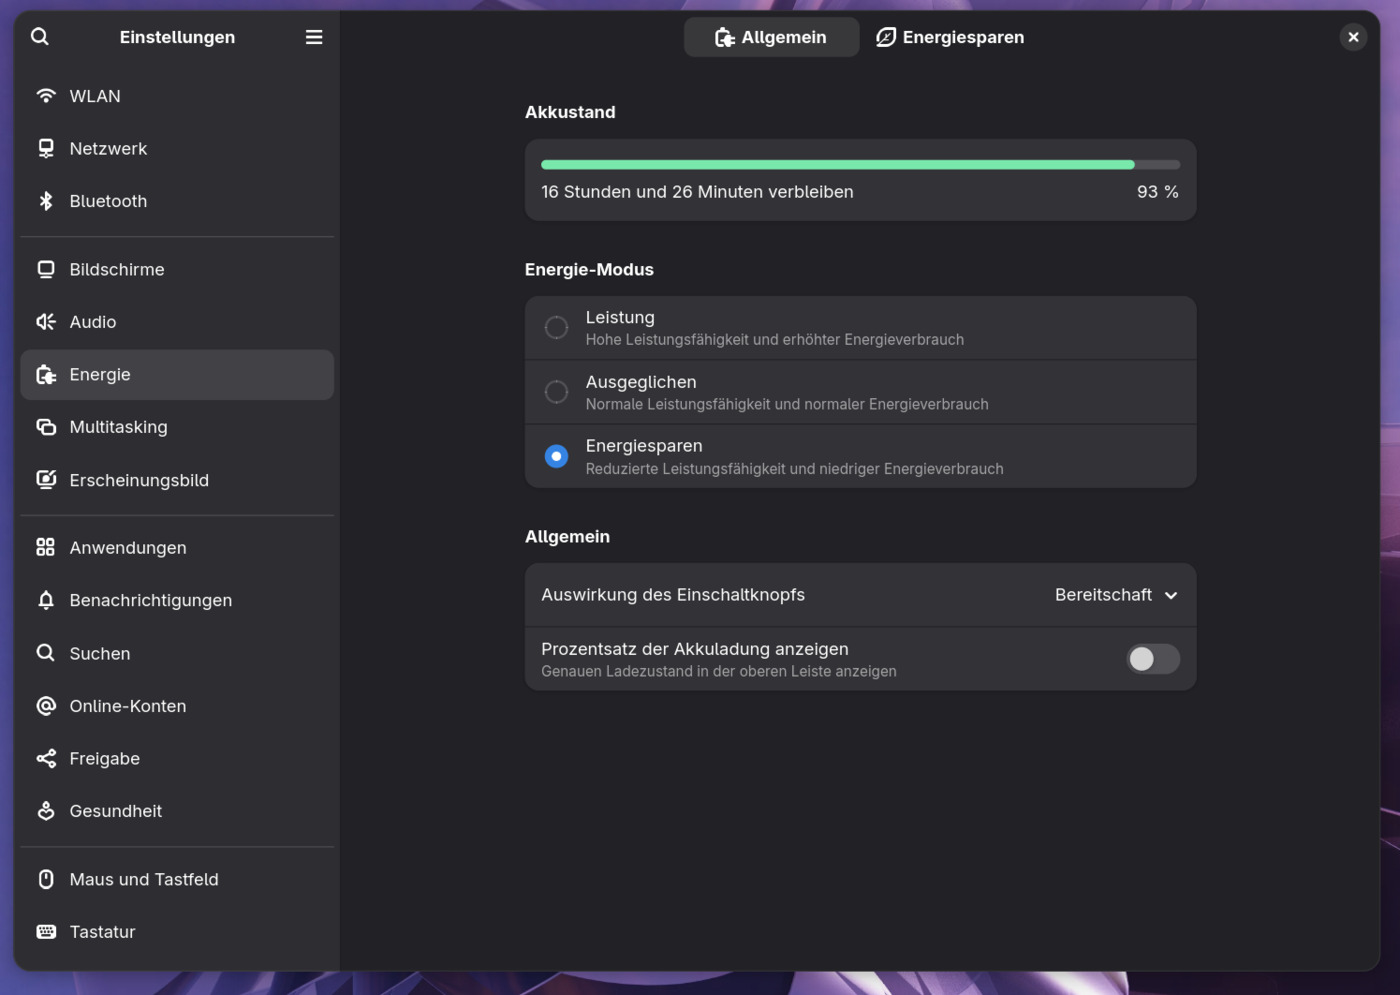 Einstellungen
WLAN
Netzwerk
Bluetooth
Bildschirme
Audio
Energie
Multitasking
Erscheinungsbild
Anwendungen
Benachrichtigungen
Suchen
Online-Konten
Freigabe
Gesundheit
Maus und Tastfeld
Tastatur
Allgemein
Energiesparen
Akkustand
16 Stunden und 26 Minuten verbleiben
93 %
Energie-Modus
Leistung
Hohe Leistungsfähigkeit und erhöhter Energieverbrauch
Ausgeglichen
Normale Leistungsfähigkeit und normaler Energieverbrauch
Energiesparen
Reduzierte Leistungsfähigkeit und niedriger Energieverbrauch
Allgemein
Auswirkung des Einschaltknopfs
Bereitschaft
Prozentsatz der Akkuladung anzeigen
Genauen Ladezustand in der oberen Leiste anzeigen